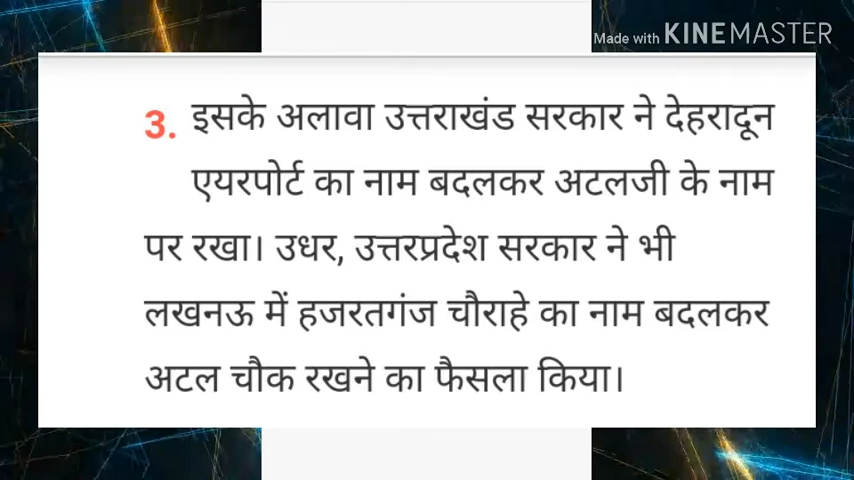 Made with KINEMASTER
3. इसके अलावा उत्तराखंड सरकार ने देहरादून
एयरपोर्ट का नाम बदलकर अटलजी के नाम
पर रखा। उधर, उत्तरप्रदेश सरकार ने भी
लखनऊ में हजरतगंज चौराहे का नाम बदलकर
अटल चौक रखने का फैसला किया।